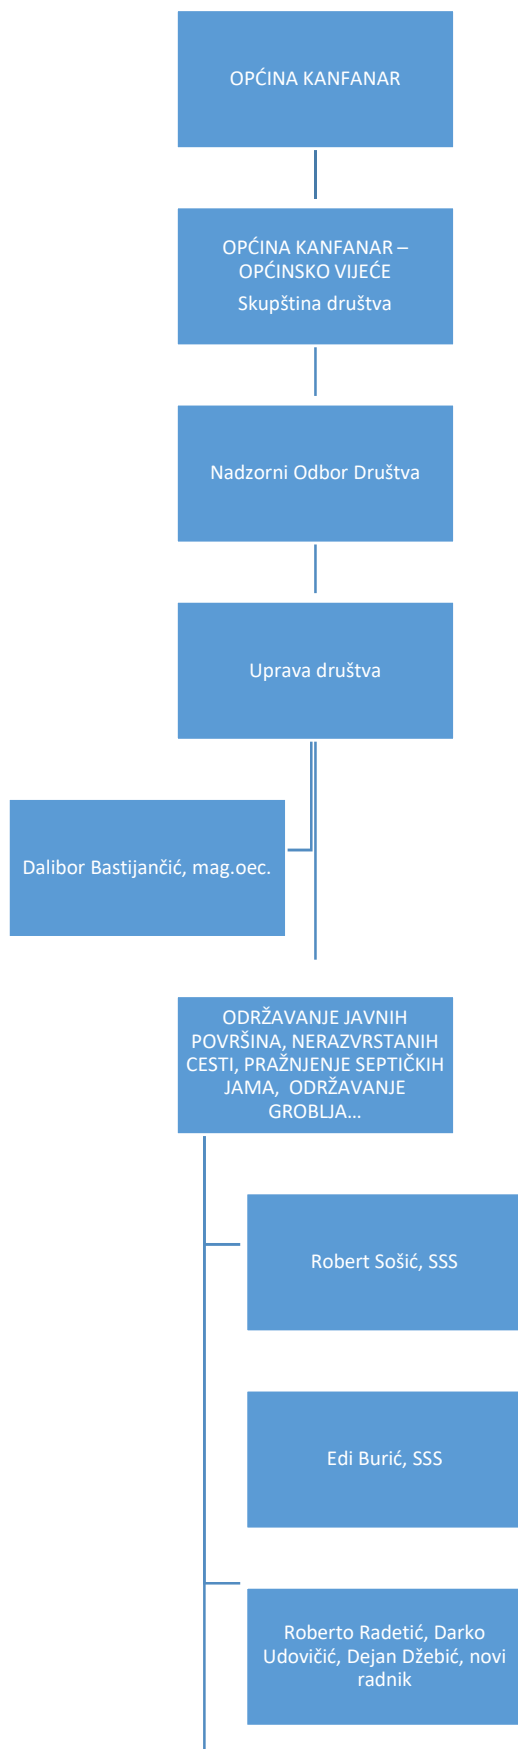 OPĆINA KANFANAR
OPĆINA KANFANAR –
OPĆINSKO VIJEĆE
Skupština društva
Nadzorni Odbor Društva
Uprava društva
Dalibor Bastijančić, mag.oec.
ODRŽAVANJE JAVNIH
POVRŠINA, NERAZVRSTANIH
CESTI, PRAŽNJENJE SEPTIČKIH
JAMA, ODRŽAVANJE
GROBLJA...
Robert Sošić, SSS
Edi Burić, SSS
Roberto Radetić, Darko
Udovičić, Dejan Džebić, novi
radnik